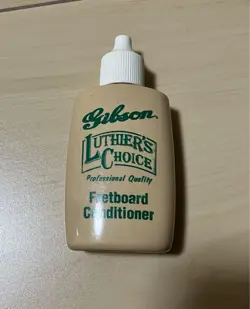 Gibson
LUTHIER'S
CHOICE
Professional Quality
Fretboard
Conditioner